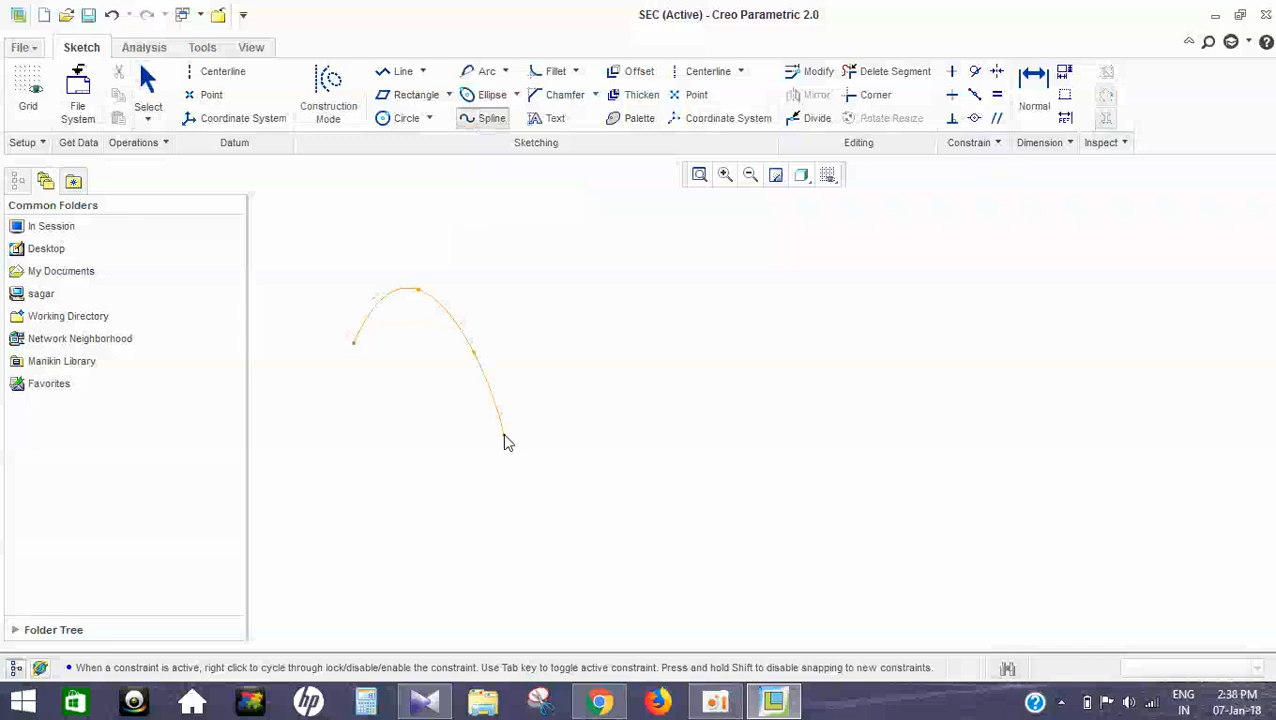 SEC (Active) - Creo Parametric 2.0
File Sketch Analysis Tools View
Grid
File System
Select
Centerline
Point
Coordinate System
Construction Mode
Line
Rectangle
Circle
Arc
Ellipse
Spline
Fillet
Chamfer
Text
Offset
Thicken
Palette
Centerline
Point
Coordinate System
Modify
Mirror
Divide
Delete Segment
Corner
Rotate Resize
Normal
Setup Get Data Operations Datum Sketching Editing Constrain Dimension Inspect
Common Folders
In Session
Desktop
My Documents
sagar
Working Directory
Network Neighborhood
Manikin Library
Favorites
Folder Tree
When a constraint is active, right click to cycle through lock/disable/enable the constraint. Use Tab key to toggle active constraint. Press and hold Shift to disable snapping to new constraints.
hp
ENG
IN
2:38 PM
07-Jan-18